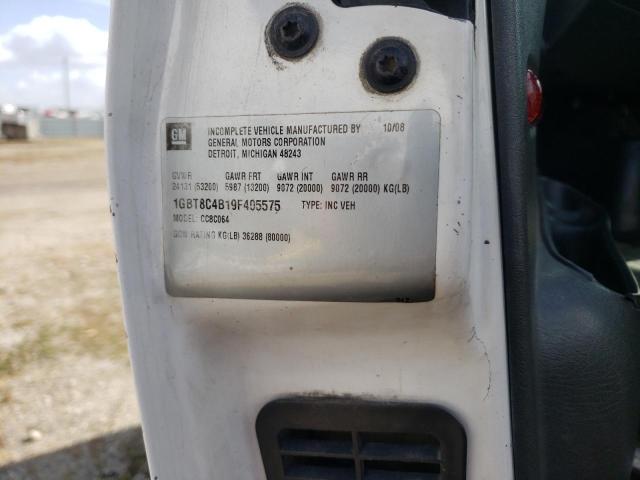 GM
INCOMPLETE VEHICLE MANUFACTURED BY 10/08
GENERAL MOTORS CORPORATION
DETROIT, MICHIGAN 48243
GVWR GAWR FRT GAWR INT GAWR RR
24131 (53200) 5987 (13200) 9072 (20000) 9072 (20000) KG(LB)
1GBT8C4B19F405575 TYPE: INC VEH
MODEL: CC8C064
GCW RATING KG(LB) 36288 (80000)